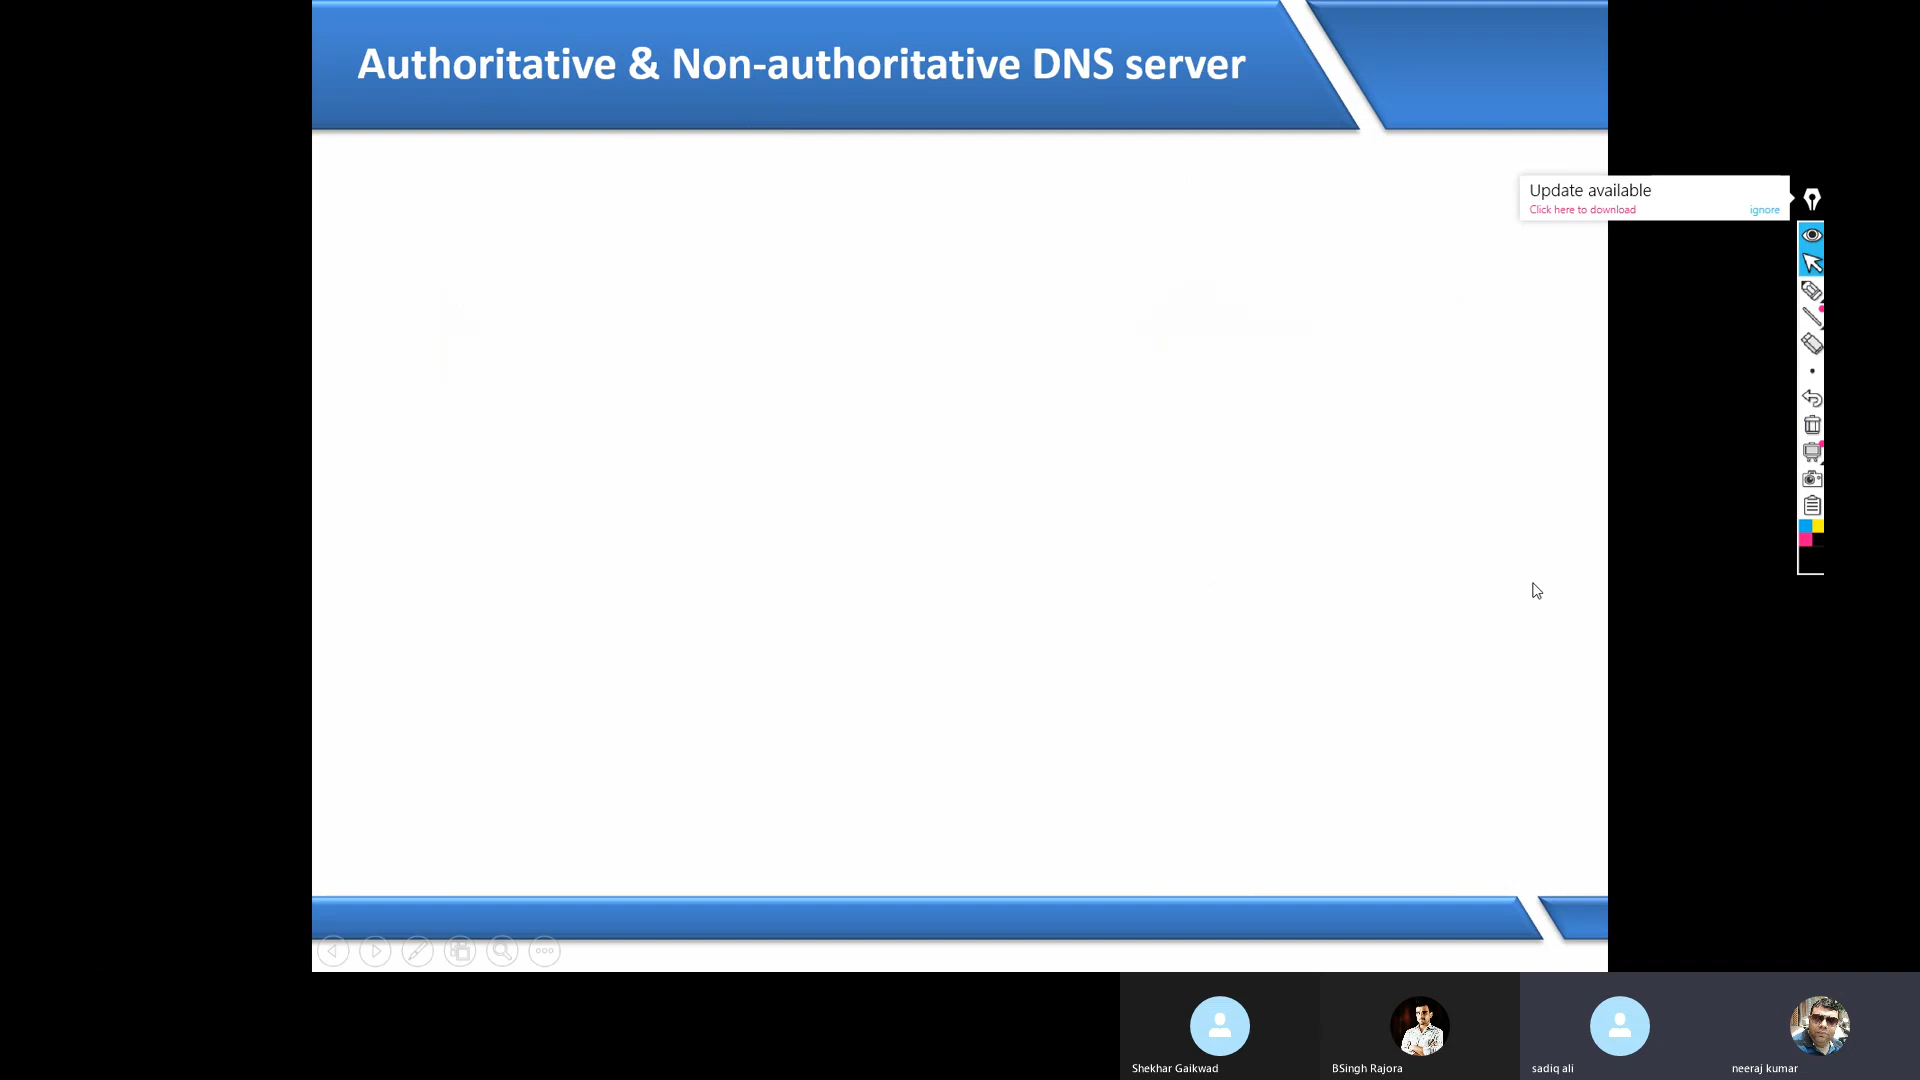 Authoritative & Non-authoritative DNS server
Update available
Click here to download ignore
Shekhar Gaikwad
BSingh Rajora
sadiq ali
neeraj kumar